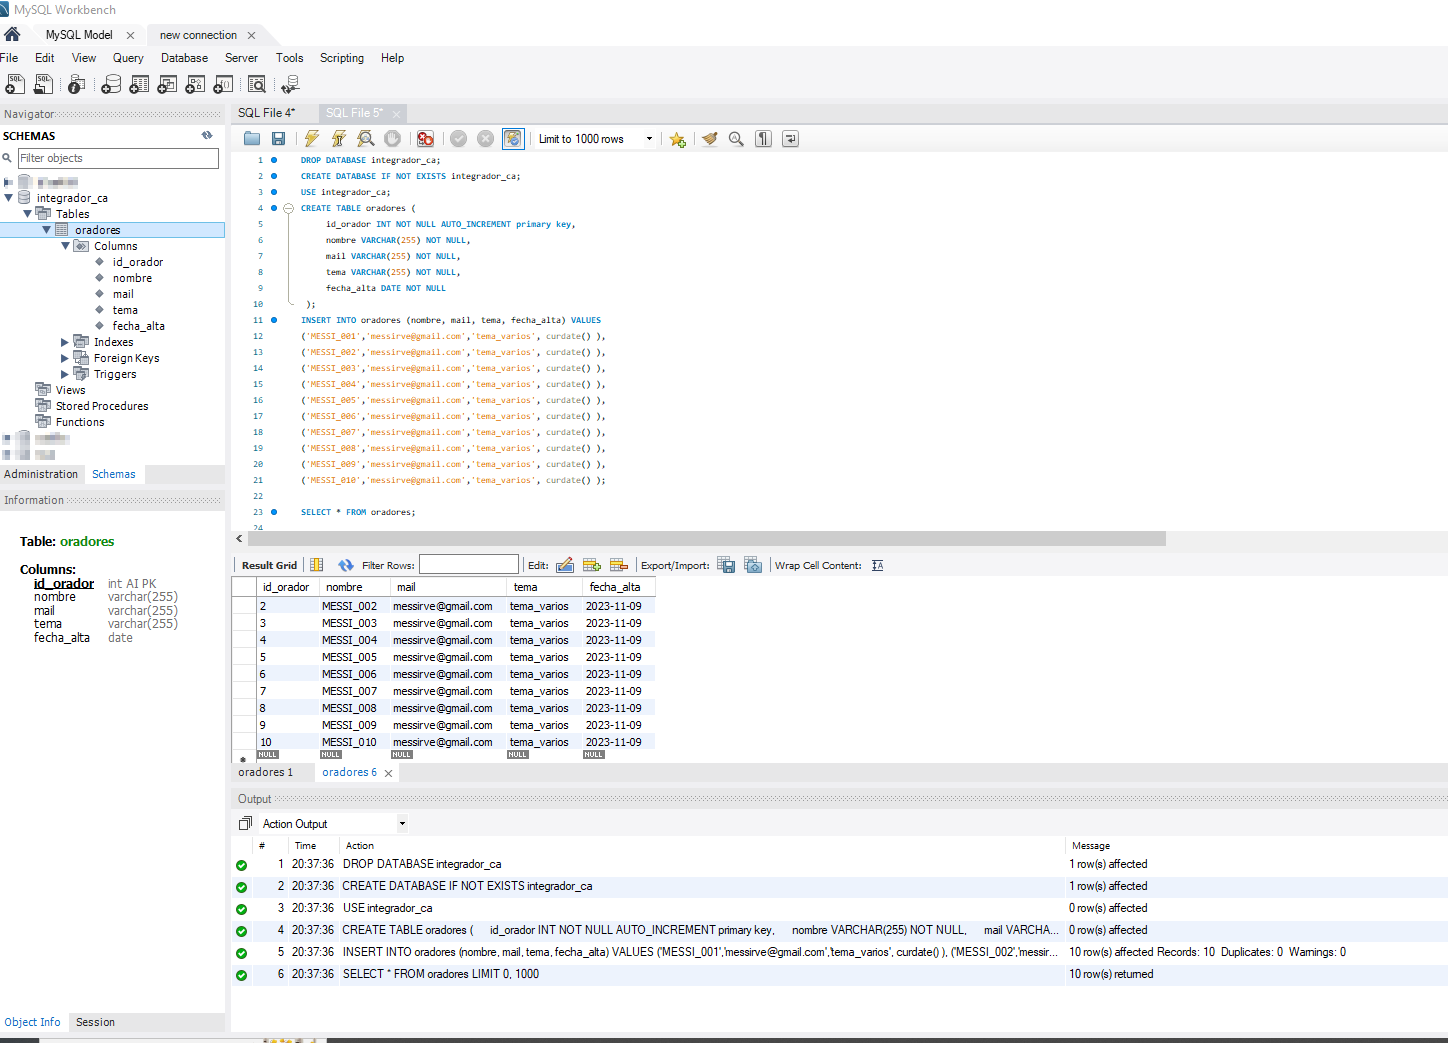 MySQL Workbench
MySQL Model
new connection
File Edit View Query Database Server Tools Scripting Help
Navigator
SCHEMAS
Filter objects
integrador_ca
Tables
oradores
Columns
id_orador
nombre
mail
tema
fecha_alta
Indexes
Foreign Keys
Triggers
Views
Stored Procedures
Functions
Administration Schemas
Information
Table: oradores
Columns:
id_orador int AI PK
nombre varchar(255)
mail varchar(255)
tema varchar(255)
fecha_alta date
Object Info Session
SQL File 4* SQL File 5*
Limit to 1000 rows
1 DROP DATABASE integrador_ca;
2 CREATE DATABASE IF NOT EXISTS integrador_ca;
3 USE integrador_ca;
4 CREATE TABLE oradores (
5 id_orador INT NOT NULL AUTO_INCREMENT primary key,
6 nombre VARCHAR(255) NOT NULL,
7 mail VARCHAR(255) NOT NULL,
8 tema VARCHAR(255) NOT NULL,
9 fecha_alta DATE NOT NULL
10 );
11 INSERT INTO oradores (nombre, mail, tema, fecha_alta) VALUES
12 ('MESSI_001','messirve@gmail.com','tema_varios', curdate() ),
13 ('MESSI_002','messirve@gmail.com','tema_varios', curdate() ),
14 ('MESSI_003','messirve@gmail.com','tema_varios', curdate() ),
15 ('MESSI_004','messirve@gmail.com','tema_varios', curdate() ),
16 ('MESSI_005','messirve@gmail.com','tema_varios', curdate() ),
17 ('MESSI_006','messirve@gmail.com','tema_varios', curdate() ),
18 ('MESSI_007','messirve@gmail.com','tema_varios', curdate() ),
19 ('MESSI_008','messirve@gmail.com','tema_varios', curdate() ),
20 ('MESSI_009','messirve@gmail.com','tema_varios', curdate() ),
21 ('MESSI_010','messirve@gmail.com','tema_varios', curdate() );
22
23 SELECT * FROM oradores;
24
Result Grid Filter Rows: Edit: Export/Import: Wrap Cell Content:
id_orador nombre mail tema fecha_alta
2 MESSI_002 messirve@gmail.com tema_varios 2023-11-09
3 MESSI_003 messirve@gmail.com tema_varios 2023-11-09
4 MESSI_004 messirve@gmail.com tema_varios 2023-11-09
5 MESSI_005 messirve@gmail.com tema_varios 2023-11-09
6 MESSI_006 messirve@gmail.com tema_varios 2023-11-09
7 MESSI_007 messirve@gmail.com tema_varios 2023-11-09
8 MESSI_008 messirve@gmail.com tema_varios 2023-11-09
9 MESSI_009 messirve@gmail.com tema_varios 2023-11-09
10 MESSI_010 messirve@gmail.com tema_varios 2023-11-09
NULL NULL NULL NULL NULL
oradores 1 oradores 6
Output
Action Output
# Time Action Message
1 20:37:36 DROP DATABASE integrador_ca 1 row(s) affected
2 20:37:36 CREATE DATABASE IF NOT EXISTS integrador_ca 1 row(s) affected
3 20:37:36 USE integrador_ca 0 row(s) affected
4 20:37:36 CREATE TABLE oradores ( id_orador INT NOT NULL AUTO_INCREMENT primary key, nombre VARCHAR(255) NOT NULL, mail VARCHA... 0 row(s) affected
5 20:37:36 INSERT INTO oradores (nombre, mail, tema, fecha_alta) VALUES ('MESSI_001','messirve@gmail.com','tema_varios', curdate() ), ('MESSI_002','messir... 10 row(s) affected Records: 10 Duplicates: 0 Warnings: 0
6 20:37:36 SELECT * FROM oradores LIMIT 0, 1000 10 row(s) returned